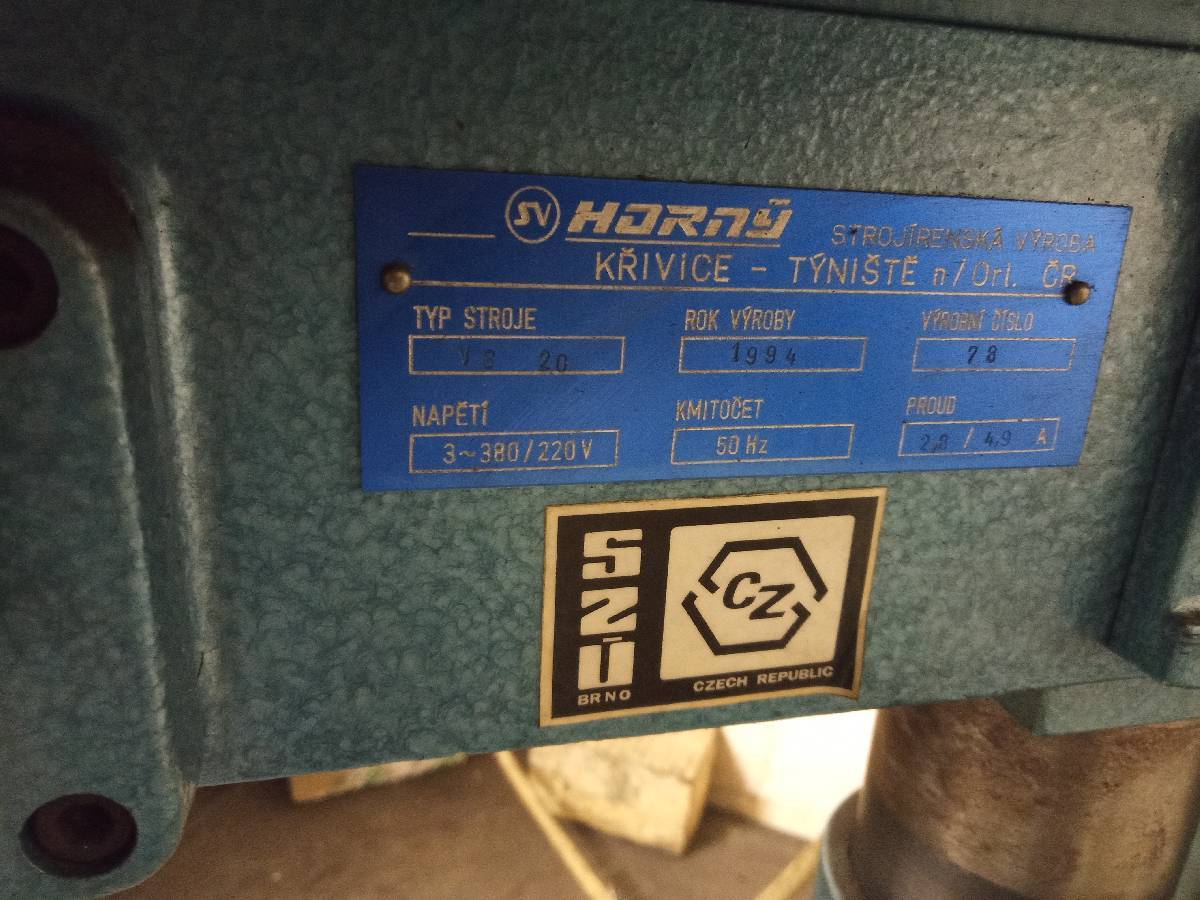 SV HORNÝ STROJÍRENSKÁ VÝROBA
KŘIVICE - TÝNIŠTĚ n/Orl. ČR
TYP STROJE ROK VÝROBY VÝROBNÍ ČÍSLO
VS 20 1994 78
NAPĚTÍ KMITOČET PROUD
3~380/220V 50 Hz 2,8 / 4,9 A
SZÚ
BRNO
CZ
CZECH REPUBLIC